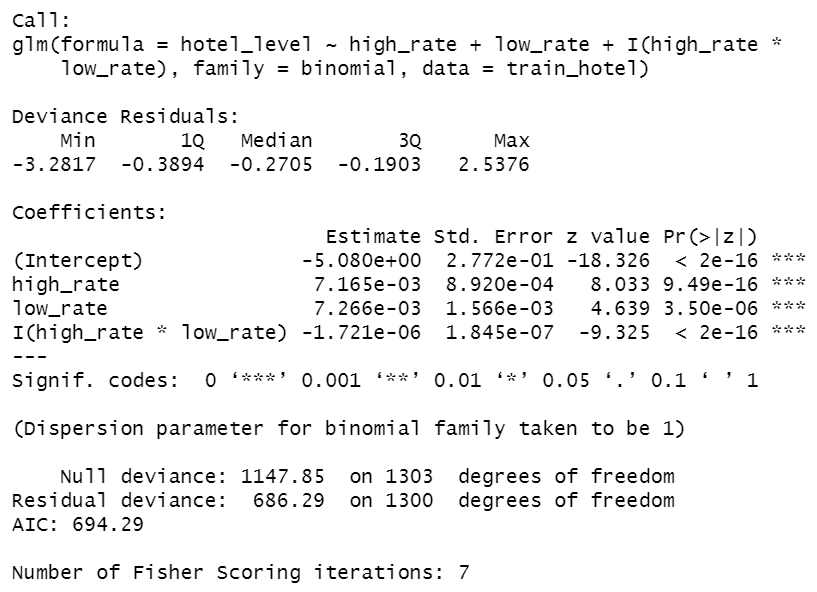 Call:
glm(formula = hotel_level ~ high_rate + low_rate + I(high_rate *
    low_rate), family = binomial, data = train_hotel)

Deviance Residuals:
    Min       1Q   Median       3Q      Max
-3.2817  -0.3894  -0.2705  -0.1903   2.5376

Coefficients:
                          Estimate Std. Error z value Pr(>|z|)
(Intercept)             -5.080e+00  2.772e-01 -18.326  < 2e-16 ***
high_rate                7.165e-03  8.920e-04   8.033 9.49e-16 ***
low_rate                 7.266e-03  1.566e-03   4.639 3.50e-06 ***
I(high_rate * low_rate) -1.721e-06  1.845e-07  -9.325  < 2e-16 ***
---
Signif. codes:  0 ‘***’ 0.001 ‘**’ 0.01 ‘*’ 0.05 ‘.’ 0.1 ‘ ’ 1

(Dispersion parameter for binomial family taken to be 1)

    Null deviance: 1147.85  on 1303  degrees of freedom
Residual deviance:  686.29  on 1300  degrees of freedom
AIC: 694.29

Number of Fisher Scoring iterations: 7